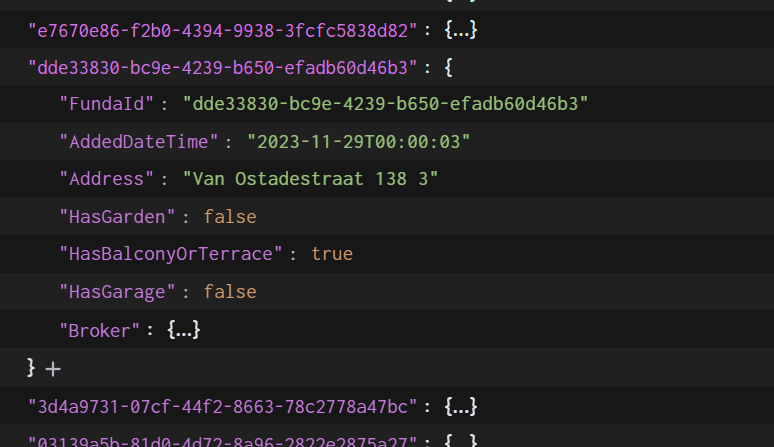 "e7670e86-f2b0-4394-9938-3fcfc5838d82": {...}
"dde33830-bc9e-4239-b650-efadb60d46b3": {
"FundaId": "dde33830-bc9e-4239-b650-efadb60d46b3"
"AddedDateTime": "2023-11-29T00:00:03"
"Address": "Van Ostadestraat 138 3"
"HasGarden": false
"HasBalconyOrTerrace": true
"HasGarage": false
"Broker": {...}
} +
"3d4a9731-07cf-44f2-8663-78c2778a47bc": {...}
"03139a5b-81d0-4d72-8a96-2822e2875a27": {...}